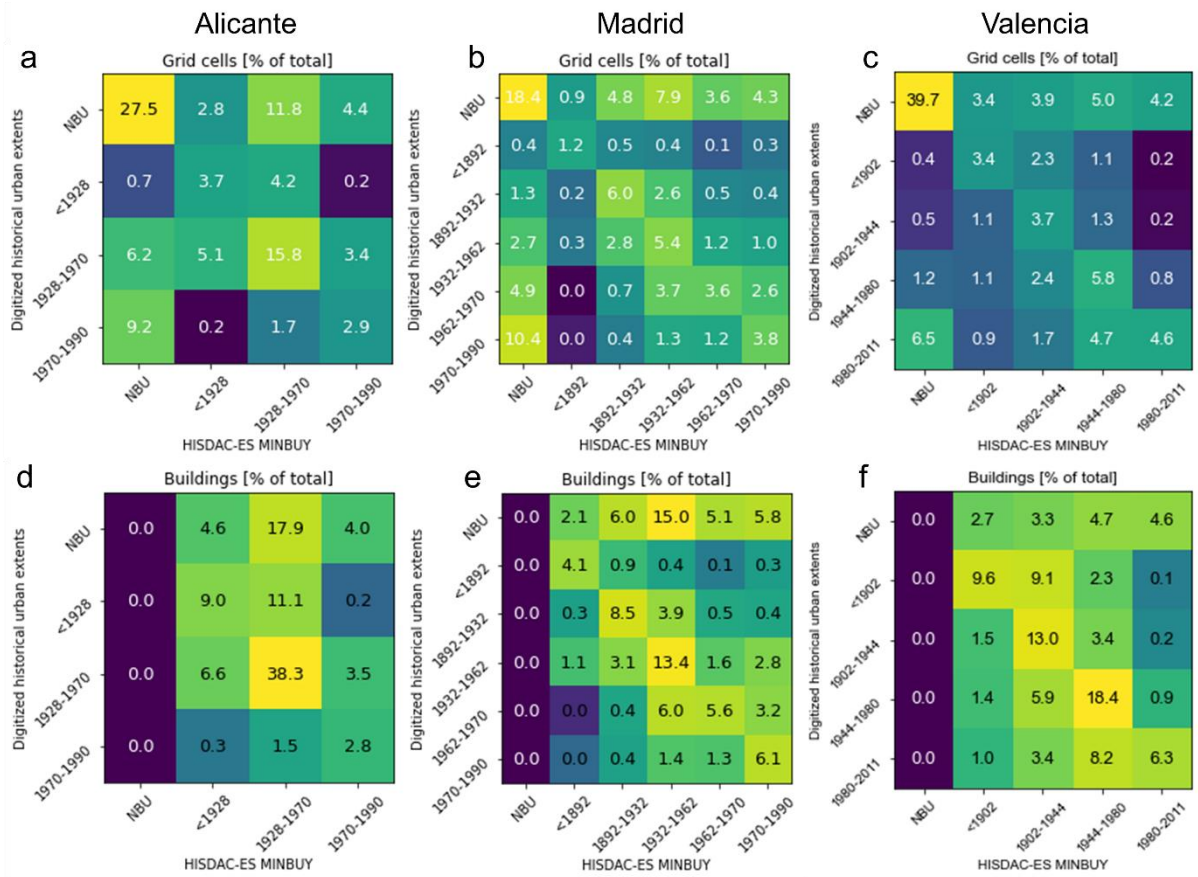 Alicante Madrid Valencia
a b c
Grid cells [% of total] Grid cells [% of total] Grid cells [% of total]
Digitized historical urban extents
NBU 27.5 2.8 11.8 4.4
<1928 0.7 3.7 4.2 0.2
1928-1970 6.2 5.1 15.8 3.4
1970-1990 9.2 0.2 1.7 2.9
NBU <1928 1928-1970 1970-1990
HISDAC-ES MINBUY
Digitized historical urban extents
NBU 18.4 0.9 4.8 7.9 3.6 4.3
<1892 0.4 1.2 0.5 0.4 0.1 0.3
1892-1932 1.3 0.2 6.0 2.6 0.5 0.4
1932-1962 2.7 0.3 2.8 5.4 1.2 1.0
1962-1970 4.9 0.0 0.7 3.7 3.6 2.6
1970-1990 10.4 0.0 0.4 1.3 1.2 3.8
NBU <1892 1892-1932 1932-1962 1962-1970 1970-1990
HISDAC-ES MINBUY
Digitized historical urban extents
NBU 39.7 3.4 3.9 5.0 4.2
<1902 0.4 3.4 2.3 1.1 0.2
1902-1944 0.5 1.1 3.7 1.3 0.2
1944-1980 1.2 1.1 2.4 5.8 0.8
1980-2011 6.5 0.9 1.7 4.7 4.6
NBU <1902 1902-1944 1944-1980 1980-2011
HISDAC-ES MINBUY
d e f
Buildings [% of total] Buildings [% of total] Buildings [% of total]
Digitized historical urban extents
NBU 0.0 4.6 17.9 4.0
<1928 0.0 9.0 11.1 0.2
1928-1970 0.0 6.6 38.3 3.5
1970-1990 0.0 0.3 1.5 2.8
NBU <1928 1928-1970 1970-1990
HISDAC-ES MINBUY
Digitized historical urban extents
NBU 0.0 2.1 6.0 15.0 5.1 5.8
<1892 0.0 4.1 0.9 0.4 0.1 0.3
1892-1932 0.0 0.3 8.5 3.9 0.5 0.4
1932-1962 0.0 1.1 3.1 13.4 1.6 2.8
1962-1970 0.0 0.0 0.4 6.0 5.6 3.2
1970-1990 0.0 0.0 0.4 1.4 1.3 6.1
NBU <1892 1892-1932 1932-1962 1962-1970 1970-1990
HISDAC-ES MINBUY
Digitized historical urban extents
NBU 0.0 2.7 3.3 4.7 4.6
<1902 0.0 9.6 9.1 2.3 0.1
1902-1944 0.0 1.5 13.0 3.4 0.2
1944-1980 0.0 1.4 5.9 18.4 0.9
1980-2011 0.0 1.0 3.4 8.2 6.3
NBU <1902 1902-1944 1944-1980 1980-2011
HISDAC-ES MINBUY